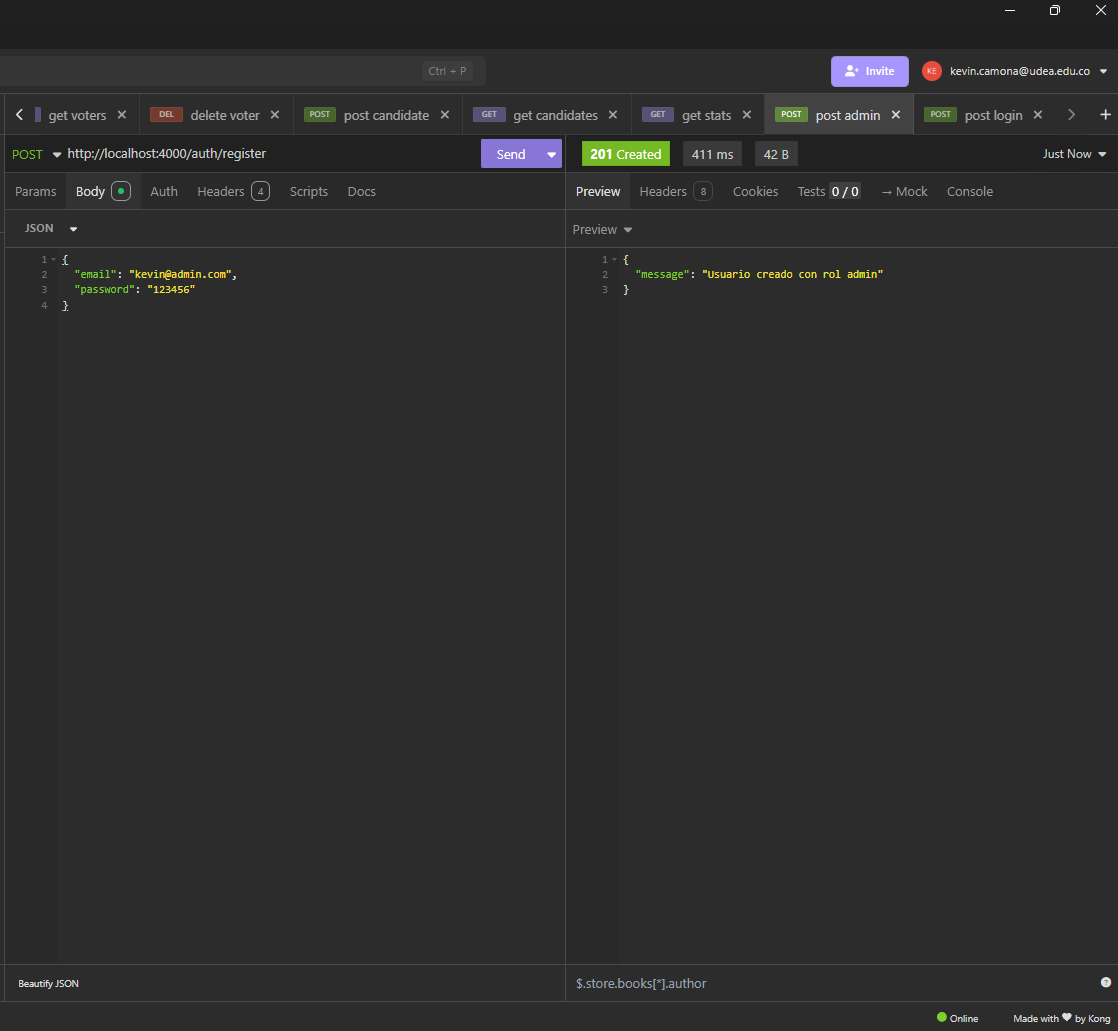 Ctrl + P
Invite
KE
kevin.camona@udea.edu.co
get voters
DEL delete voter
POST post candidate
GET get candidates
GET get stats
POST post admin
POST post login
POST http://localhost:4000/auth/register
Send
201 Created
411 ms
42 B
Just Now
Params Body Auth Headers 4 Scripts Docs
Preview Headers 8 Cookies Tests 0 / 0 → Mock Console
JSON
Preview
1 {
2 "email": "kevin@admin.com",
3 "password": "123456"
4 }
1 {
2 "message": "Usuario creado con rol admin"
3 }
Beautify JSON
$.store.books[*].author
?
Online
Made with ♥ by Kong